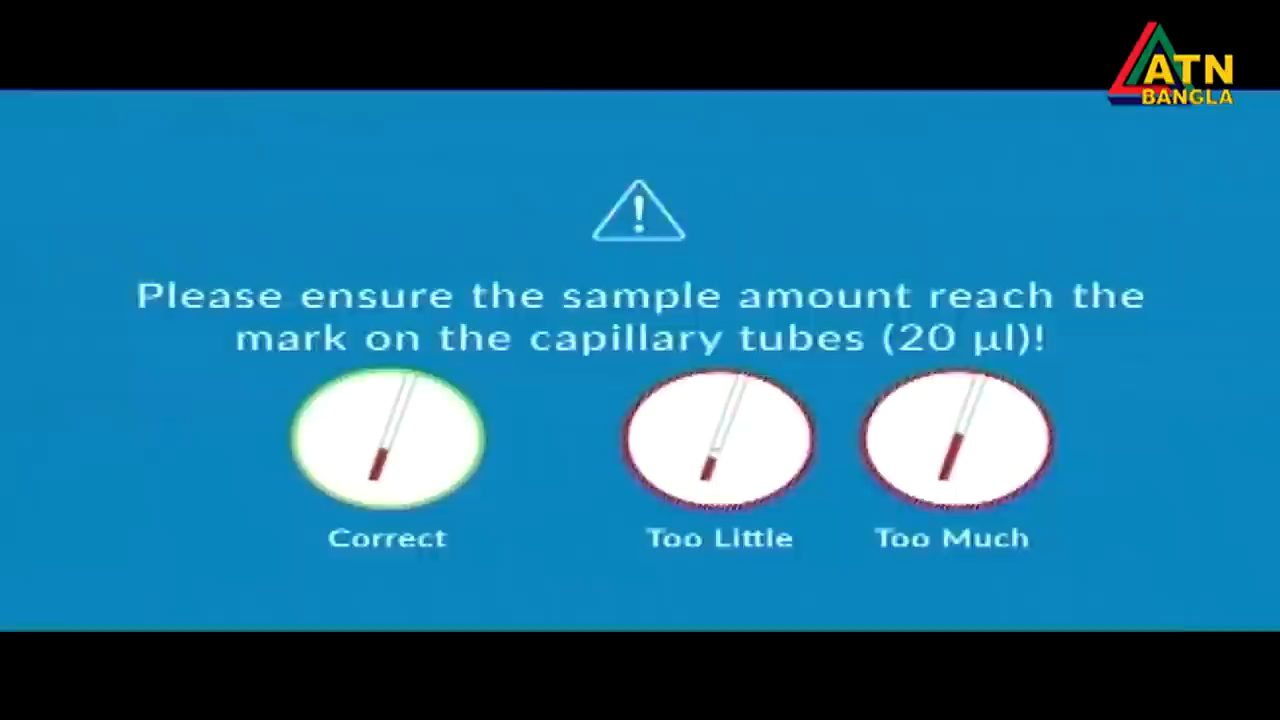 ATN
BANGLA
Please ensure the sample amount reach the
mark on the capillary tubes (20 µl)!
Correct
Too Little
Too Much